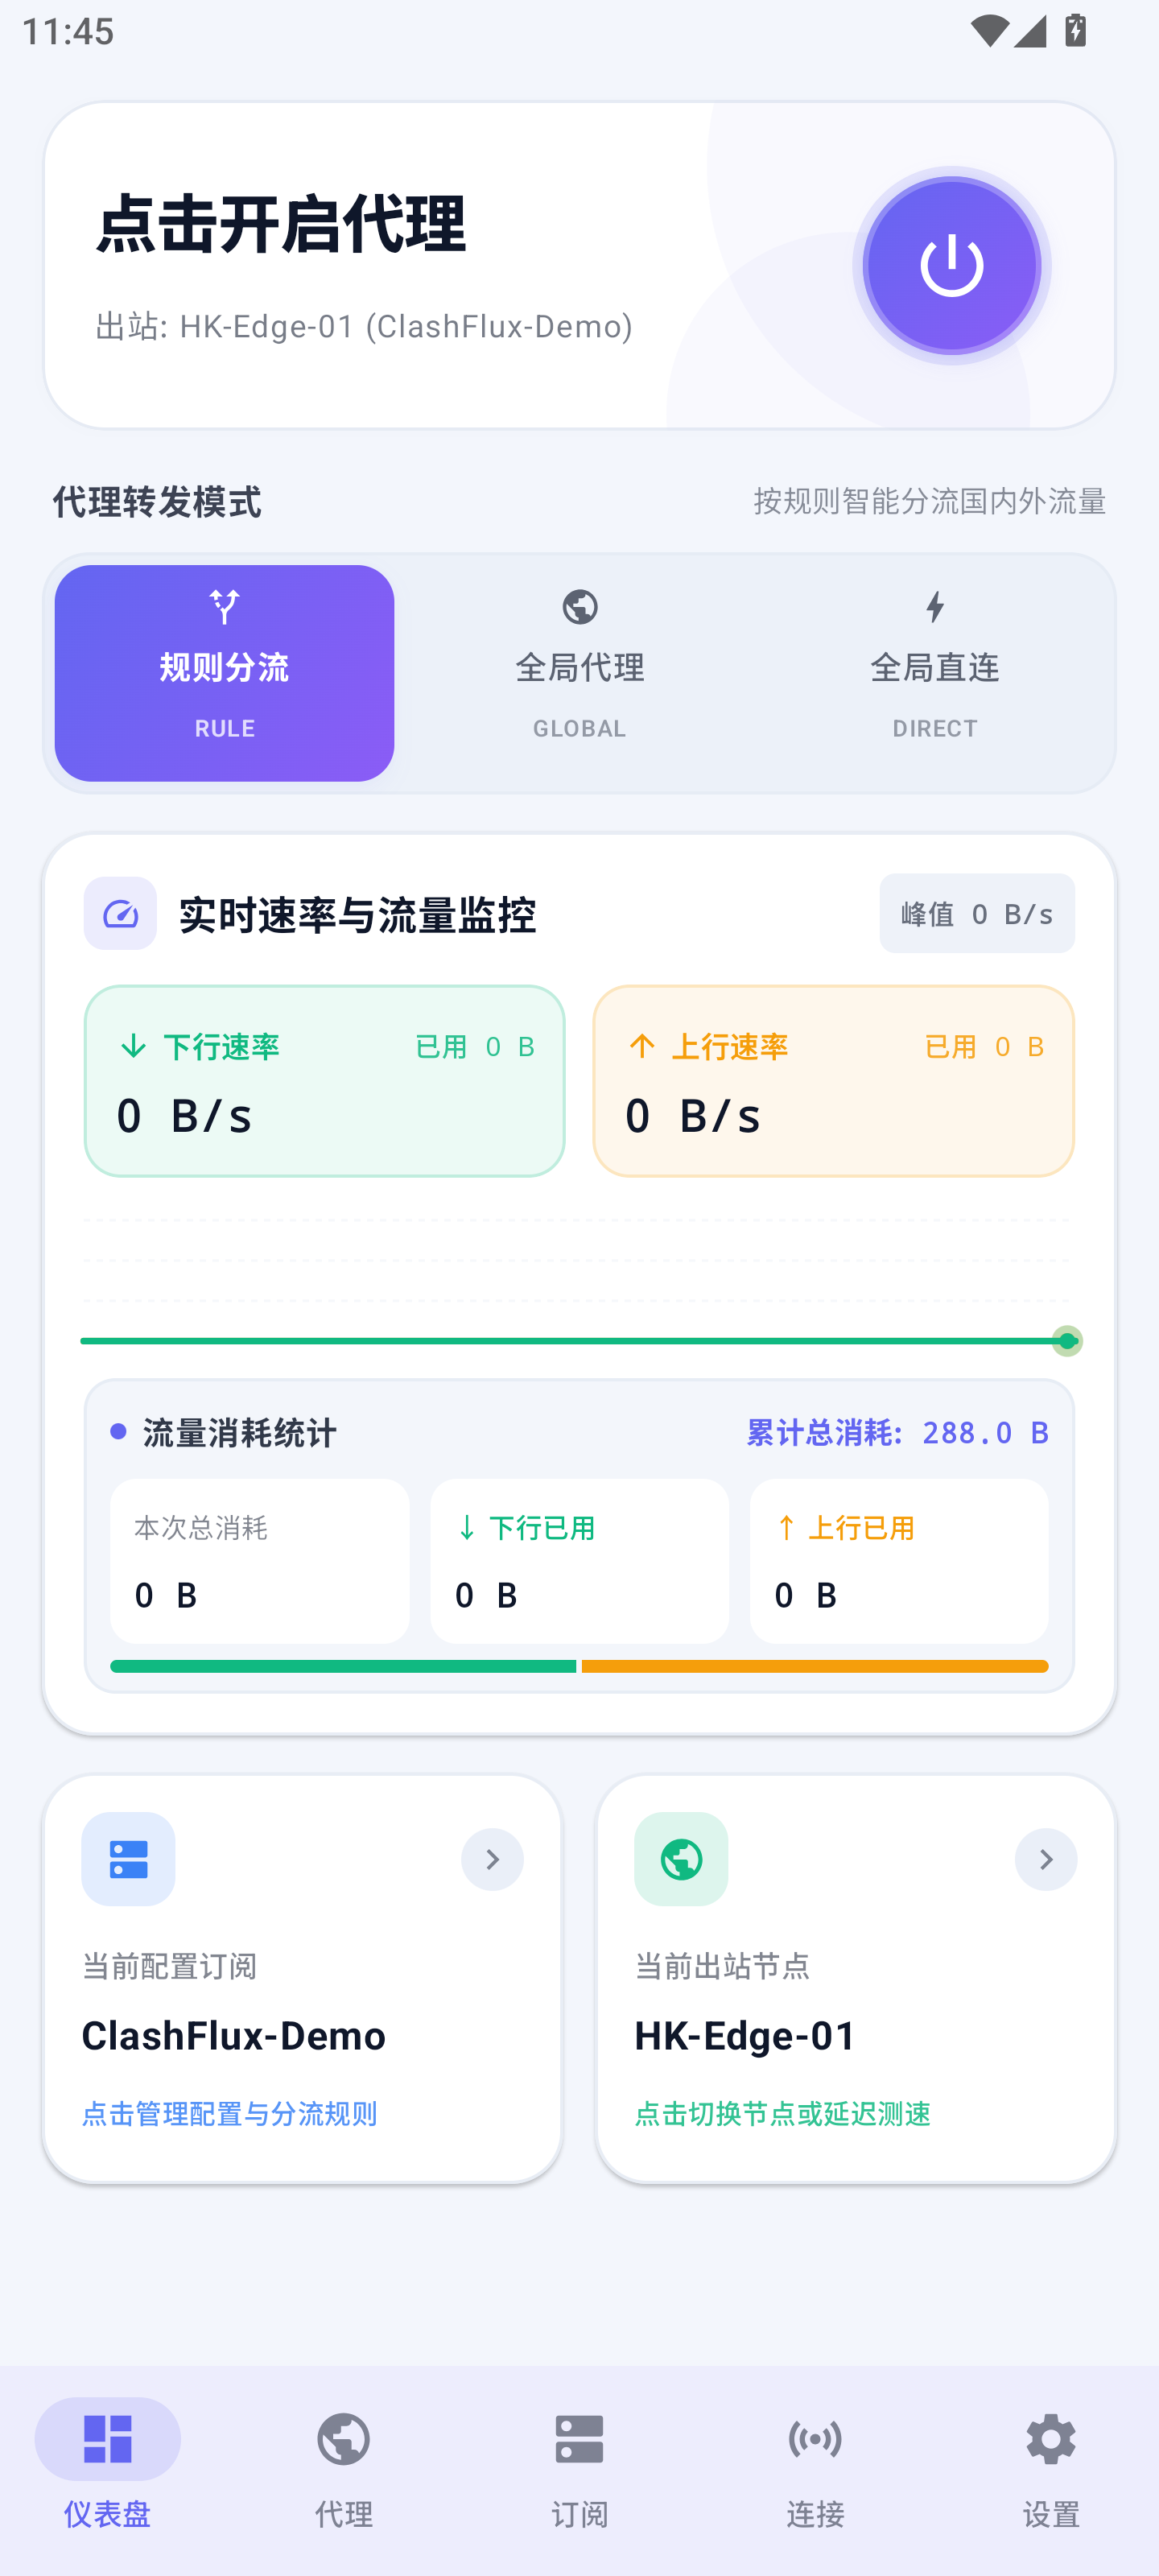 11:45
点击开启代理
出站: HK-Edge-01 (ClashFlux-Demo)
代理转发模式
按规则智能分流国内外流量
规则分流
RULE
全局代理
GLOBAL
全局直连
DIRECT
实时速率与流量监控
峰值 0 B/s
↓ 下行速率
已用 0 B
0 B/s
↑ 上行速率
已用 0 B
0 B/s
流量消耗统计
累计总消耗: 288.0 B
本次总消耗
0 B
↓ 下行已用
0 B
↑ 上行已用
0 B
当前配置订阅
ClashFlux-Demo
点击管理配置与分流规则
当前出站节点
HK-Edge-01
点击切换节点或延迟测速
仪表盘
代理
订阅
连接
设置